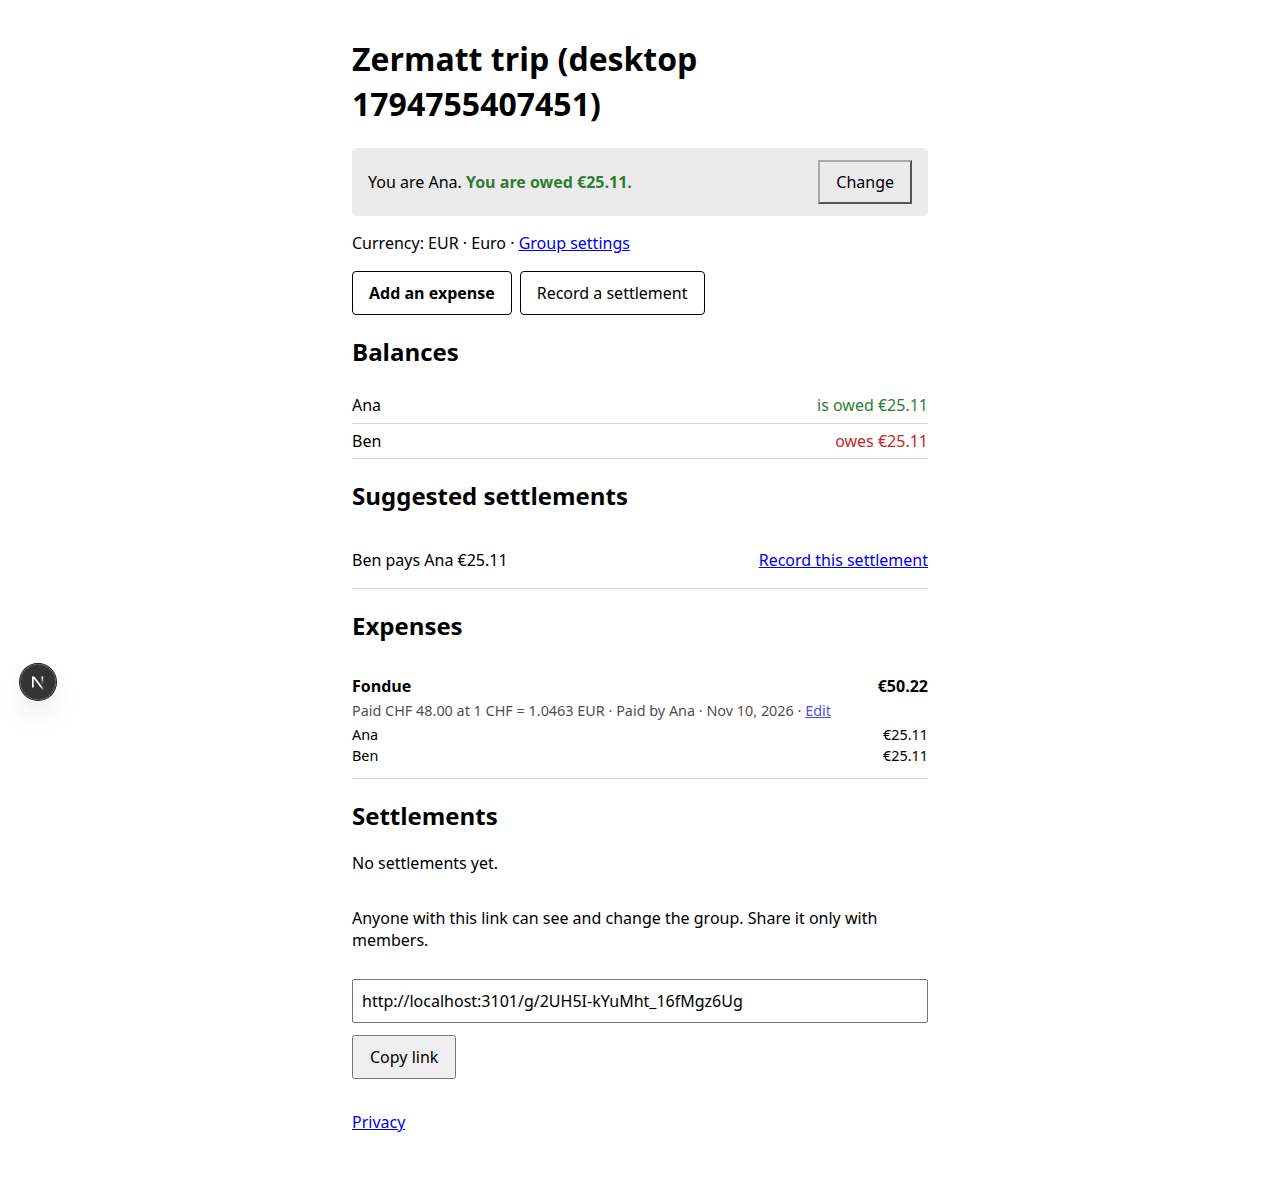 Zermatt trip (desktop
1794755407451)
You are Ana. You are owed €25.11.
Change
Currency: EUR · Euro · Group settings
Add an expense
Record a settlement
Balances
Ana is owed €25.11
Ben owes €25.11
Suggested settlements
Ben pays Ana €25.11 Record this settlement
Expenses
Fondue €50.22
Paid CHF 48.00 at 1 CHF = 1.0463 EUR · Paid by Ana · Nov 10, 2026 · Edit
Ana €25.11
Ben €25.11
Settlements
No settlements yet.
Anyone with this link can see and change the group. Share it only with
members.
http://localhost:3101/g/2UH5I-kYuMht_16fMgz6Ug
Copy link
Privacy
N